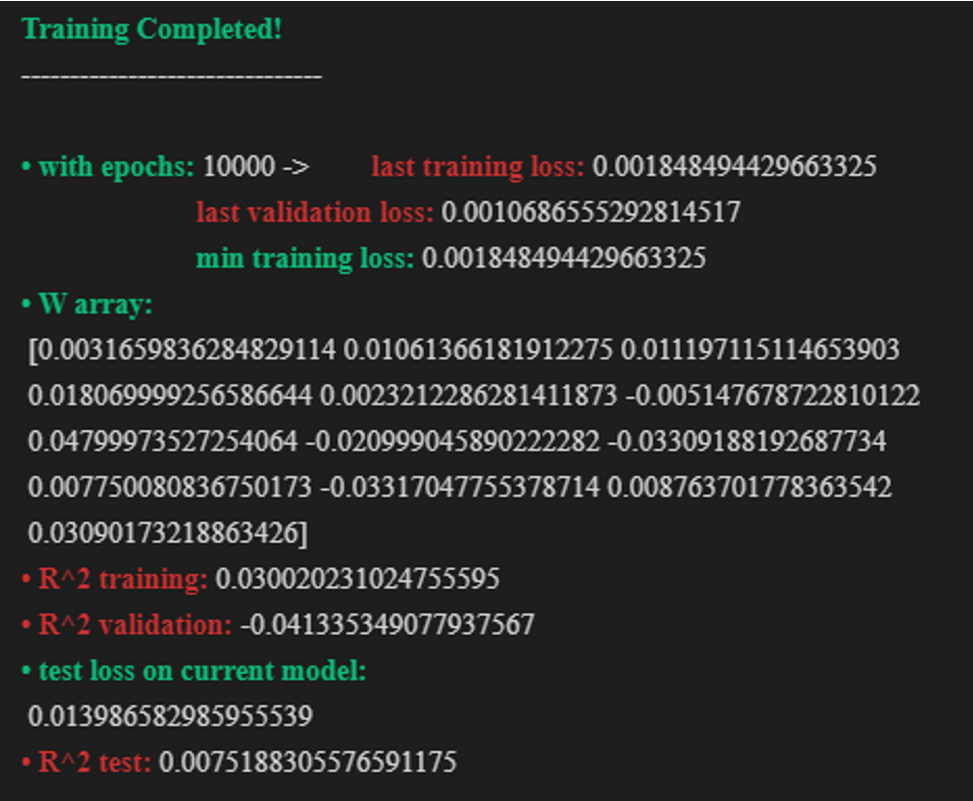 Training Completed!
-------------------------------
• with epochs: 10000 -> last training loss: 0.001848494429663325
last validation loss: 0.0010686555292814517
min training loss: 0.001848494429663325
• W array:
[0.0031659836284829114 0.01061366181912275 0.011197115114653903
0.018069999256586644 0.0023212286281411873 -0.005147678722810122
0.04799973527254064 -0.020999045890222282 -0.03309188192687734
0.007750080836750173 -0.03317047755378714 0.008763701778363542
0.03090173218863426]
• R^2 training: 0.030020231024755595
• R^2 validation: -0.041335349077937567
• test loss on current model:
0.013986582985955539
• R^2 test: 0.0075188305576591175